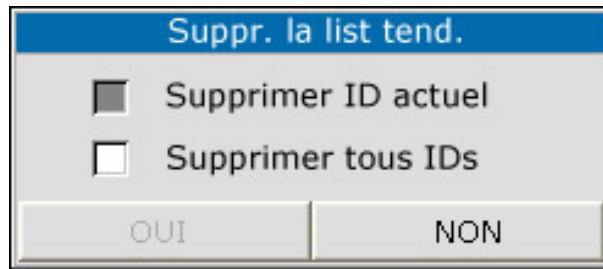 Suppr. la list tend.
Supprimer ID actuel
Supprimer tous IDs
OUI NON